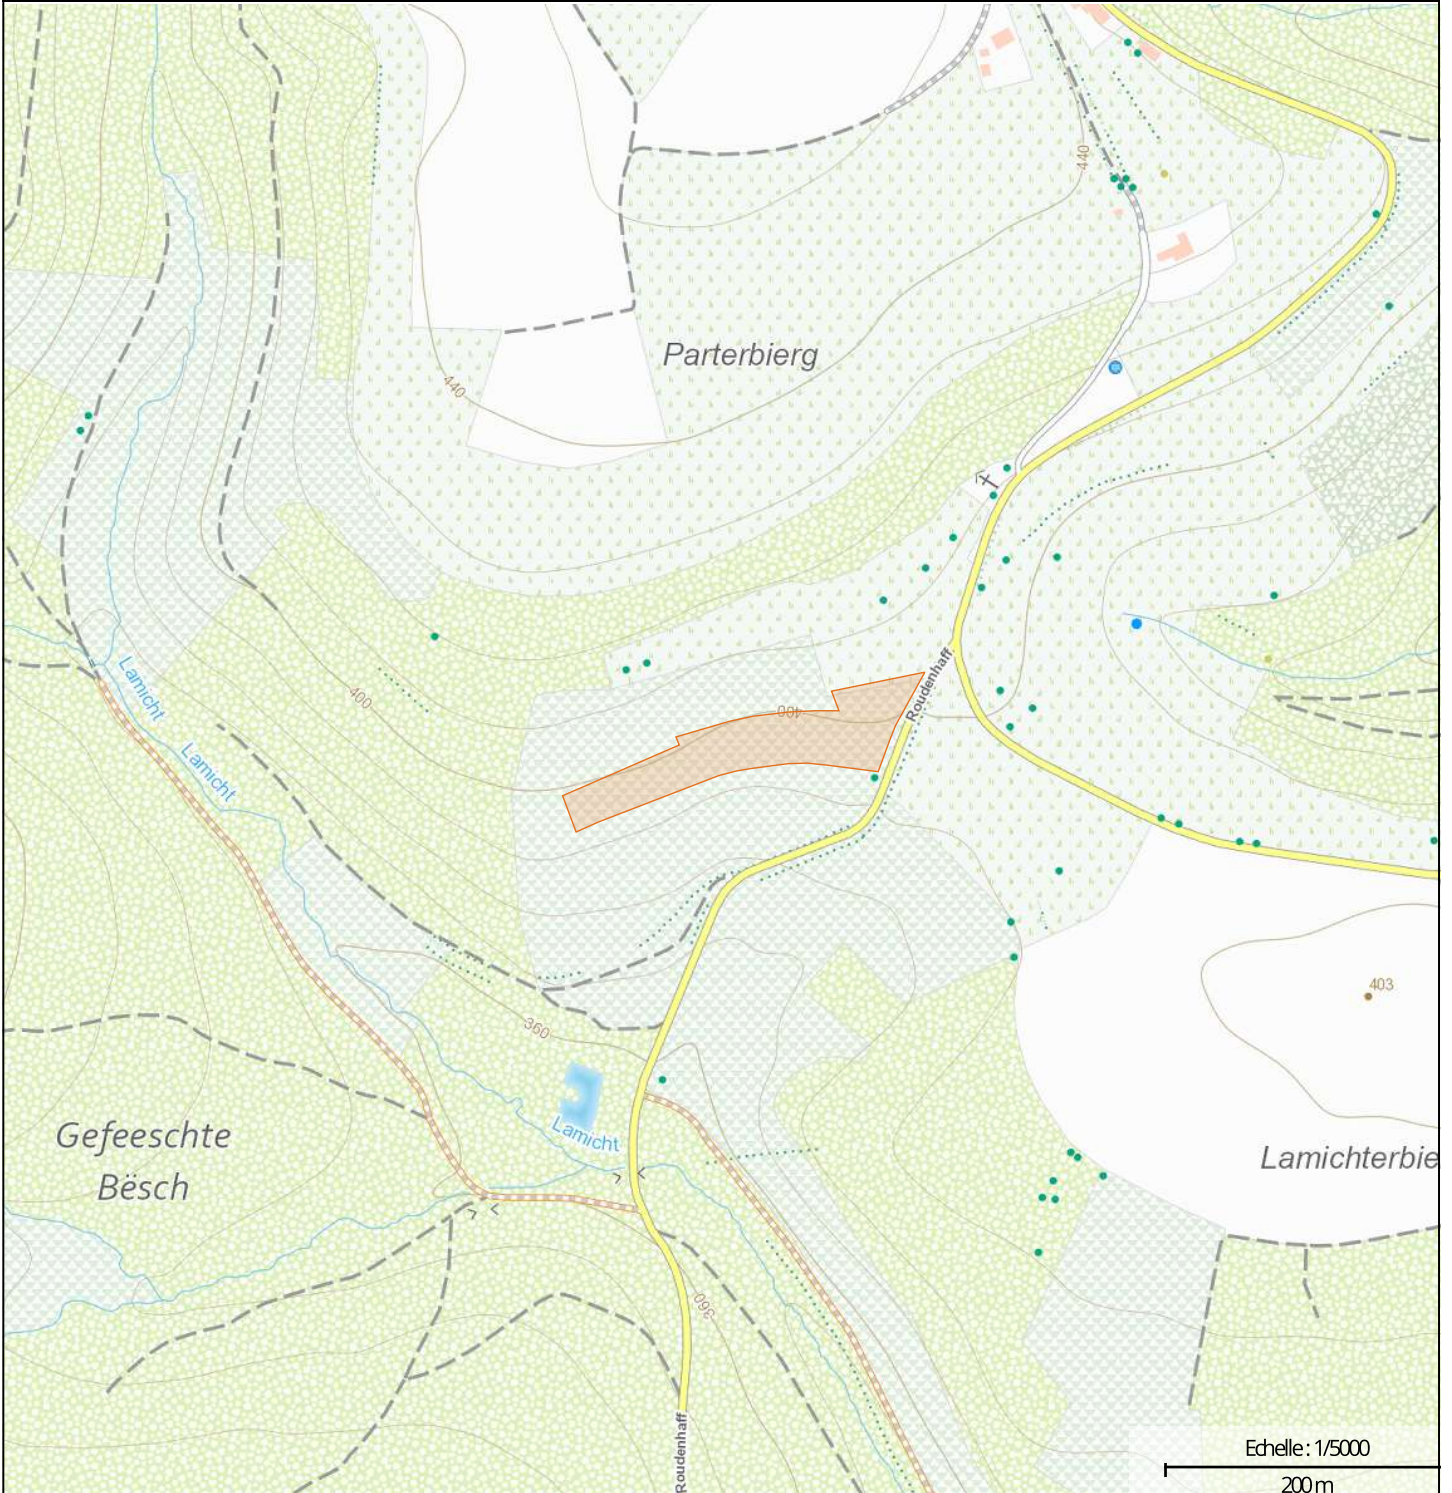 440
Parterbierg
440
Roudenhaff
400
400
Lamicht
Lamicht
403
360
Lamicht
Gefeeschte
Bësch
Lamichterbie
360
Roudenhaff
Echelle : 1/5000
200 m